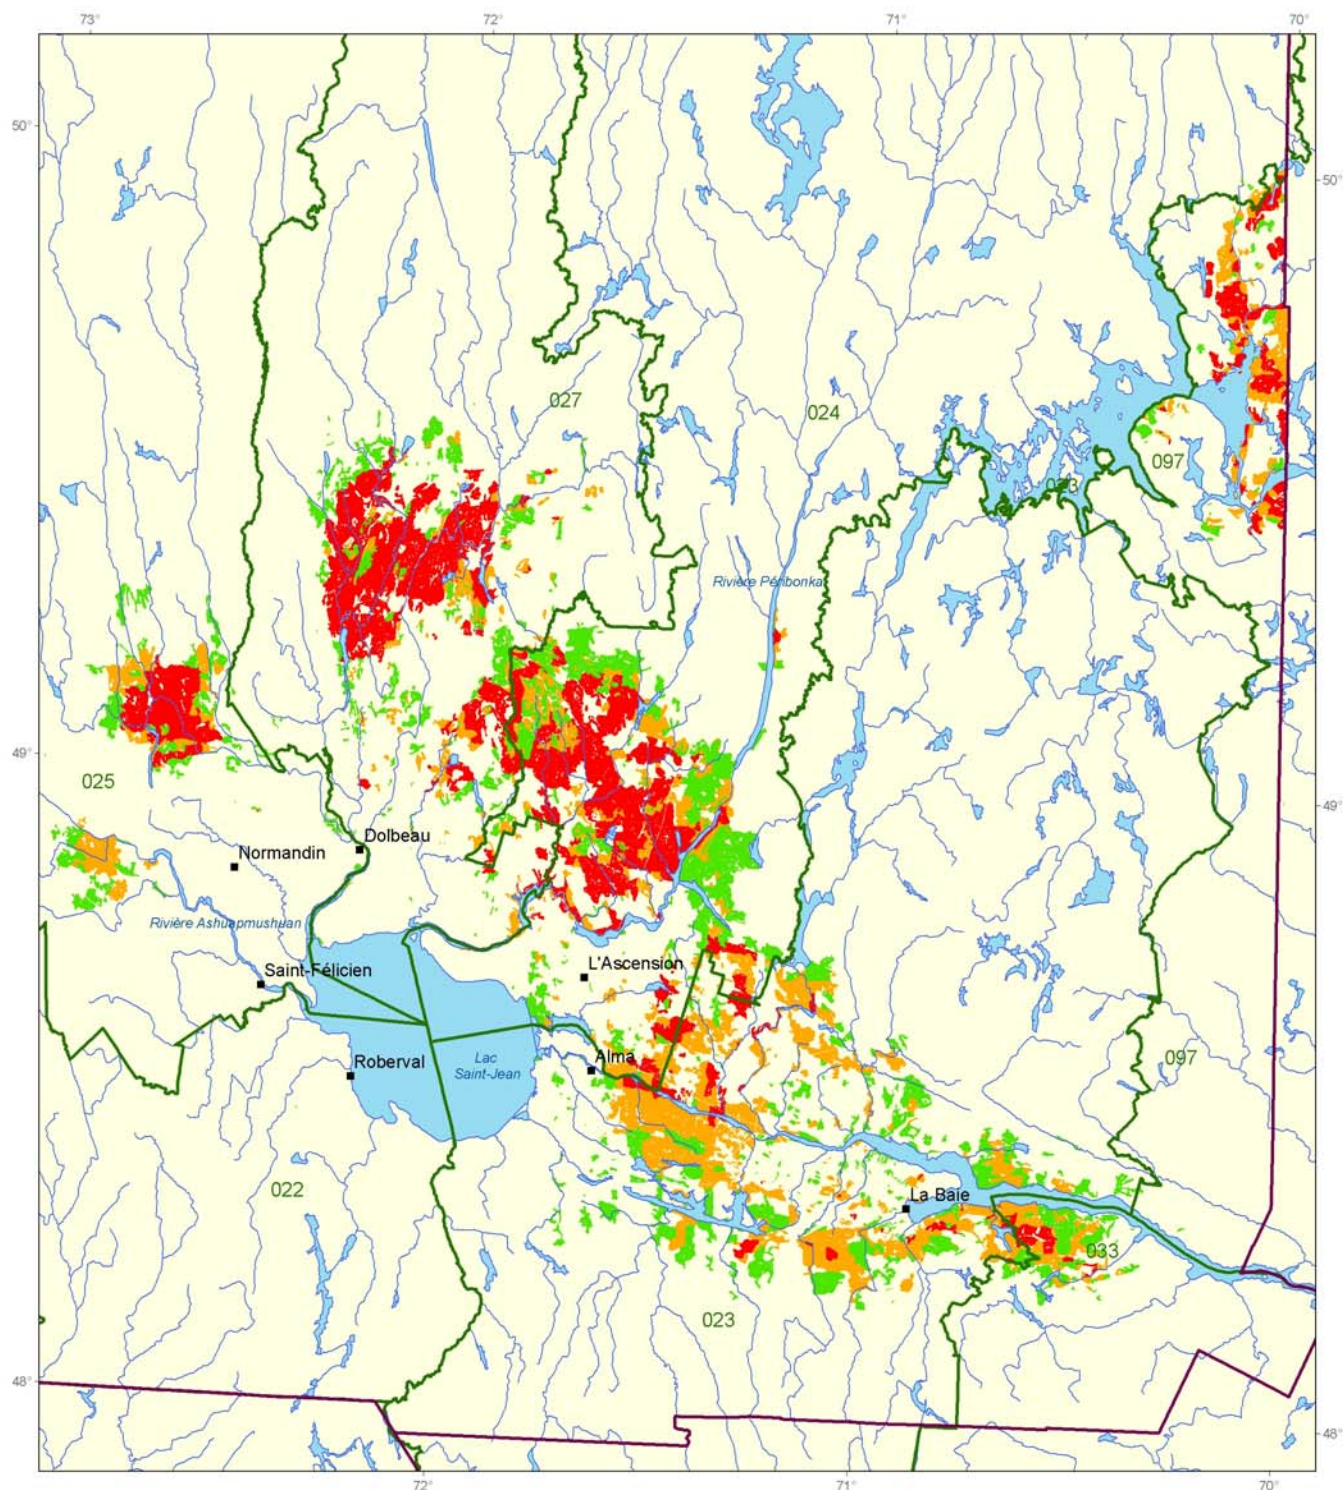 73°
72°
71°
70°
50°
50°
027
024
097
023
Rivière Péribonka
49°
49°
025
Dolbeau
Normandin
Rivière Ashuapmushuan
Saint-Félicien
L'Ascension
Roberval
Lac
Saint-Jean
Alma
097
022
La Baie
033
023
48°
48°
72°
71°
70°